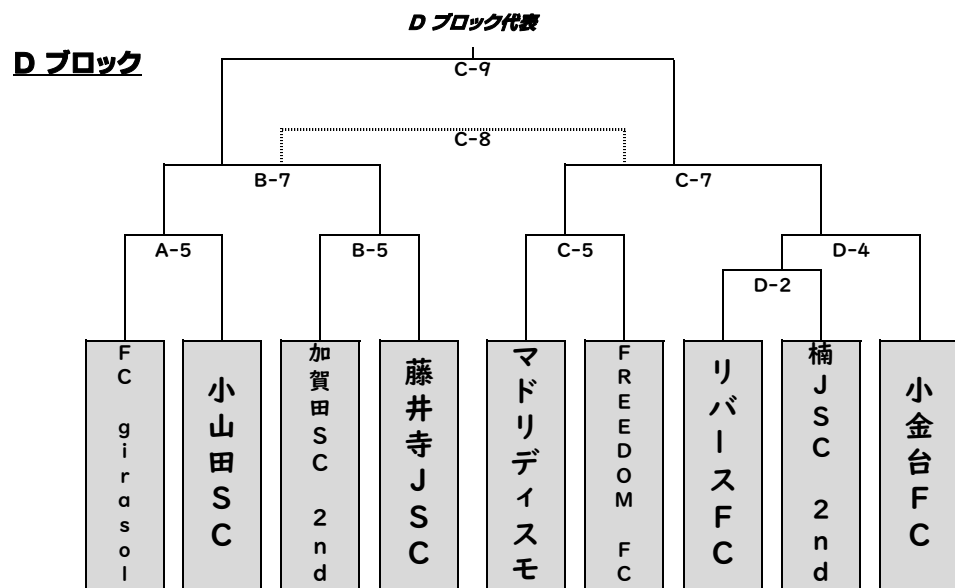 D ブロック代表
D ブロック
C-9
C-8
B-7
C-7
A-5
B-5
C-5
D-4
D-2
FC girasol
小山田SC
加賀田SC 2nd
藤井寺JSC
マドリディスモ
FREEDOM FC
リバースFC
楠JSC 2nd
小金台FC